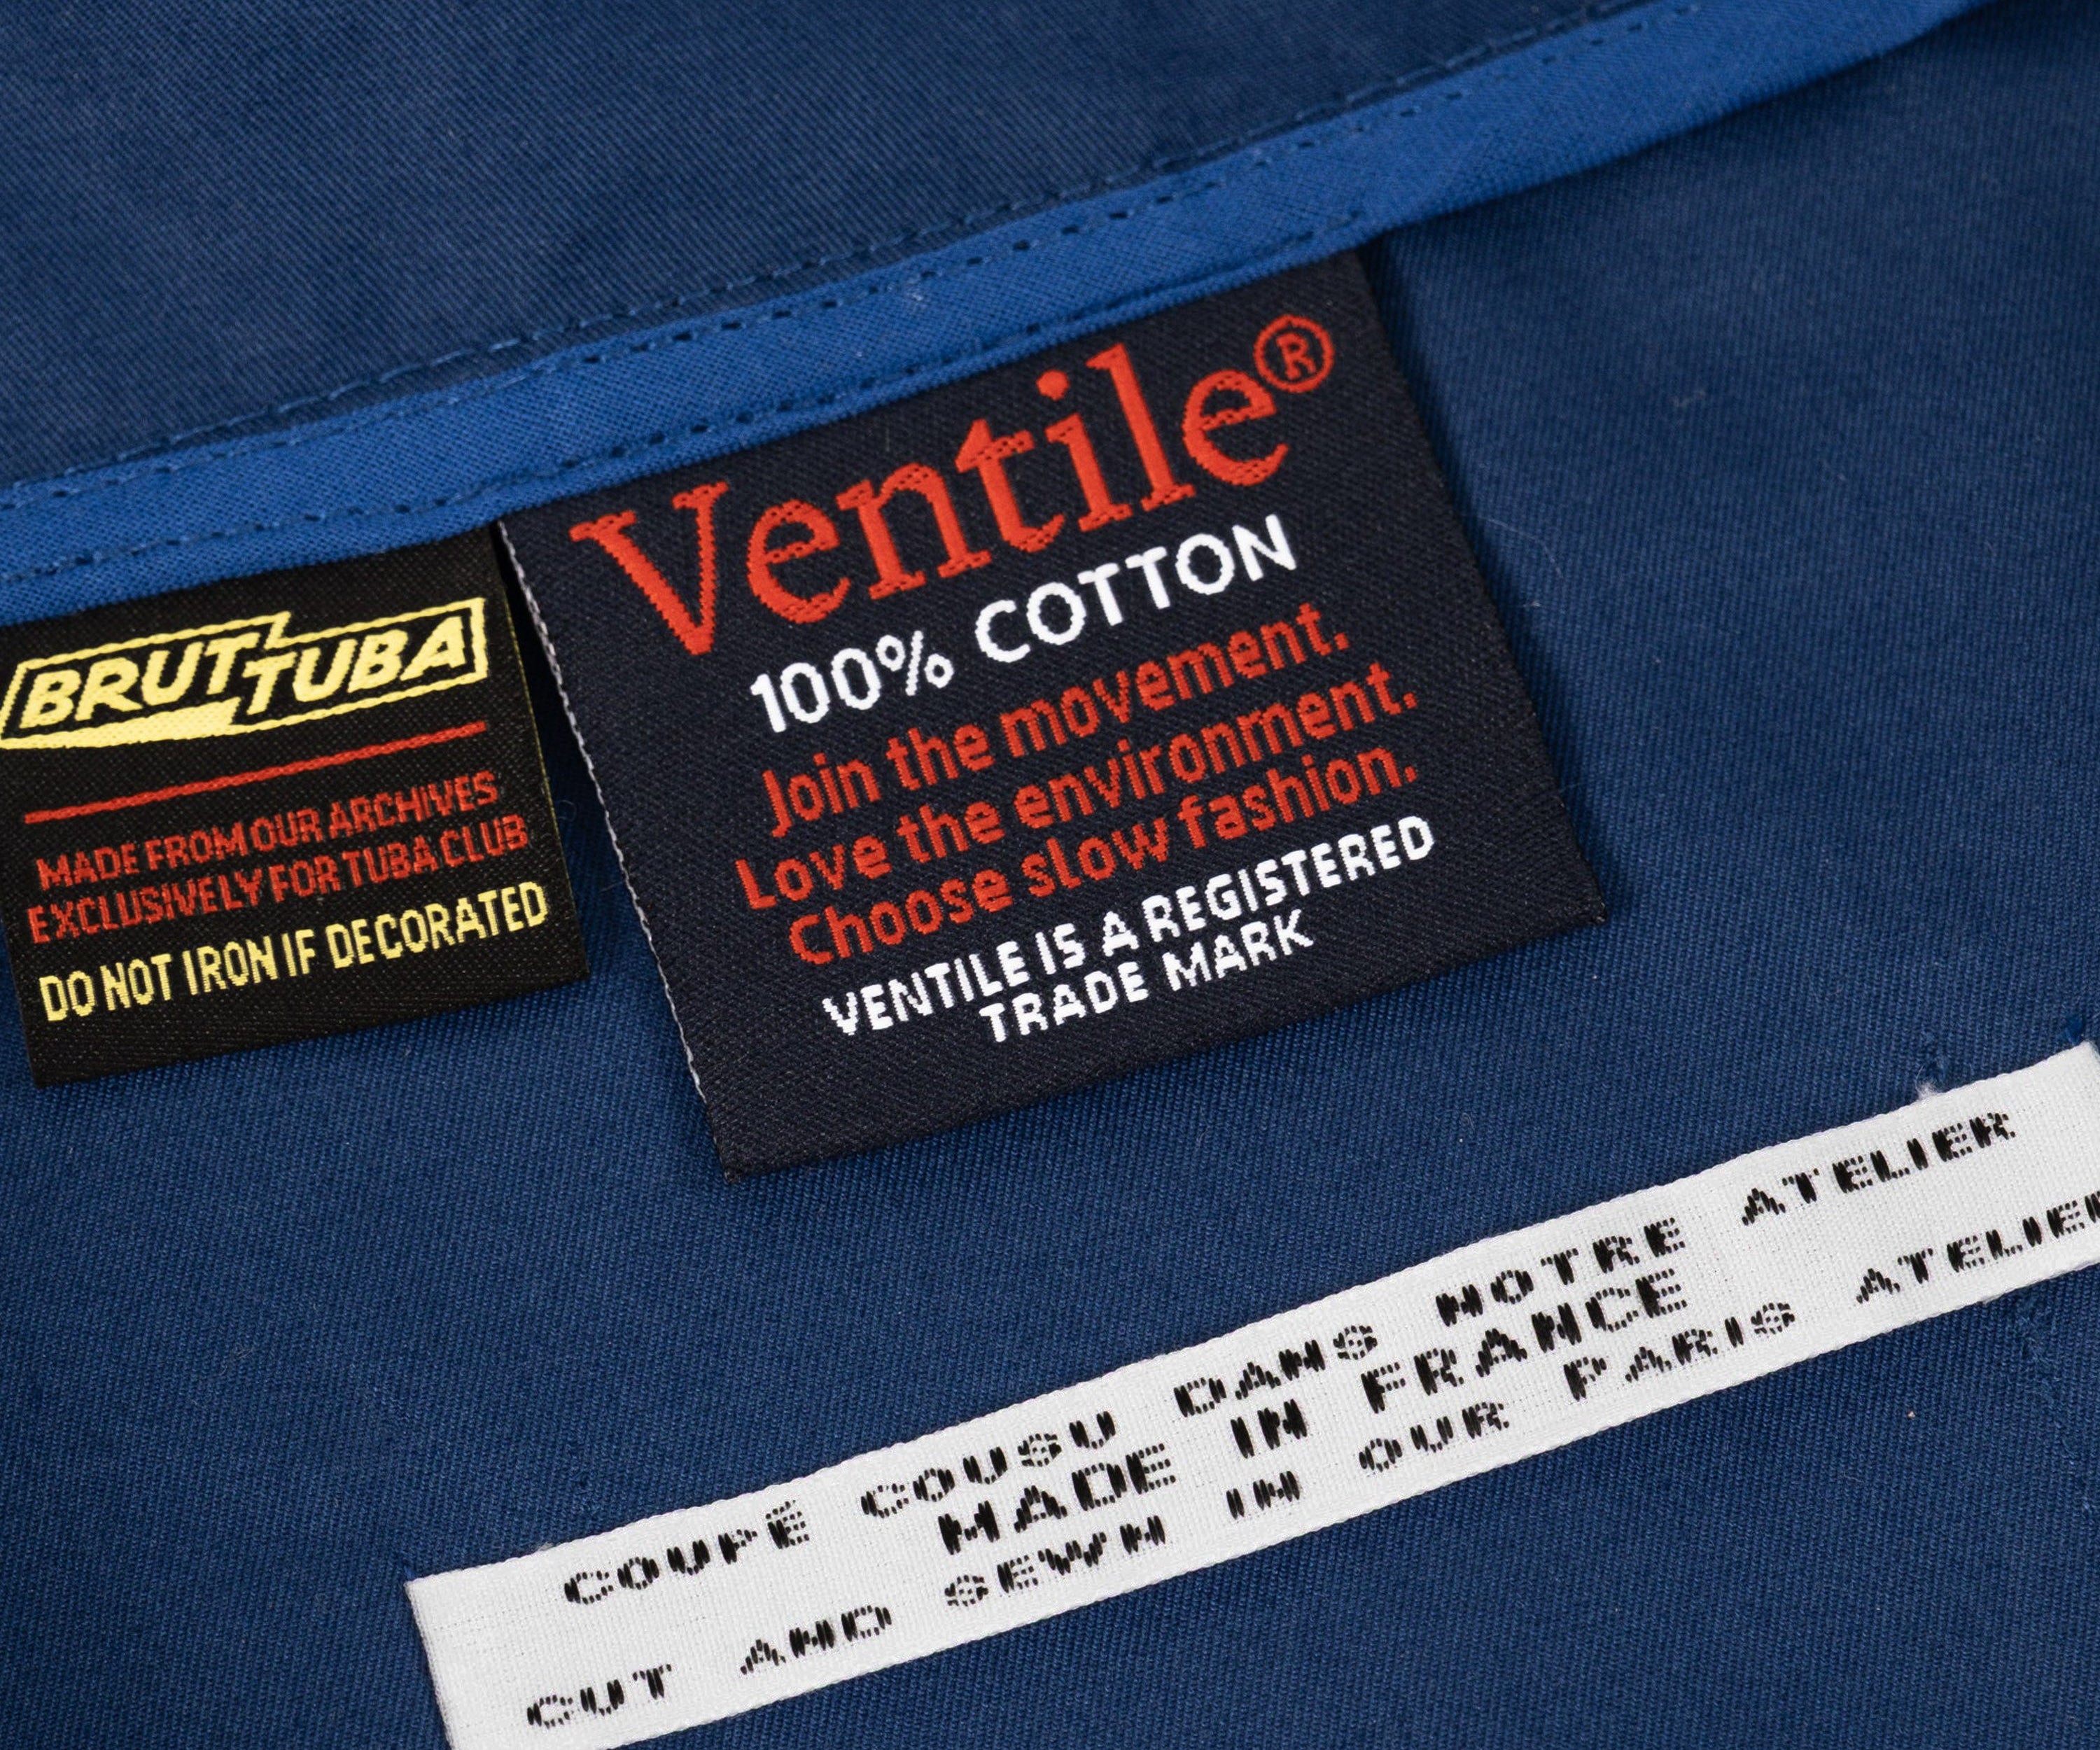 BRUT TUBA
MADE FROM OUR ARCHIVES
EXCLUSIVELY FOR TUBA CLUB
DO NOT IRON IF DECORATED
Ventile®
100% COTTON
Join the movement.
Love the environment.
Choose slow fashion.
VENTILE IS A REGISTERED
TRADE MARK
COUPÉ COUSU DANS NOTRE ATELIER
MADE IN FRANCE
CUT AND SEWN IN OUR PARIS ATELIER